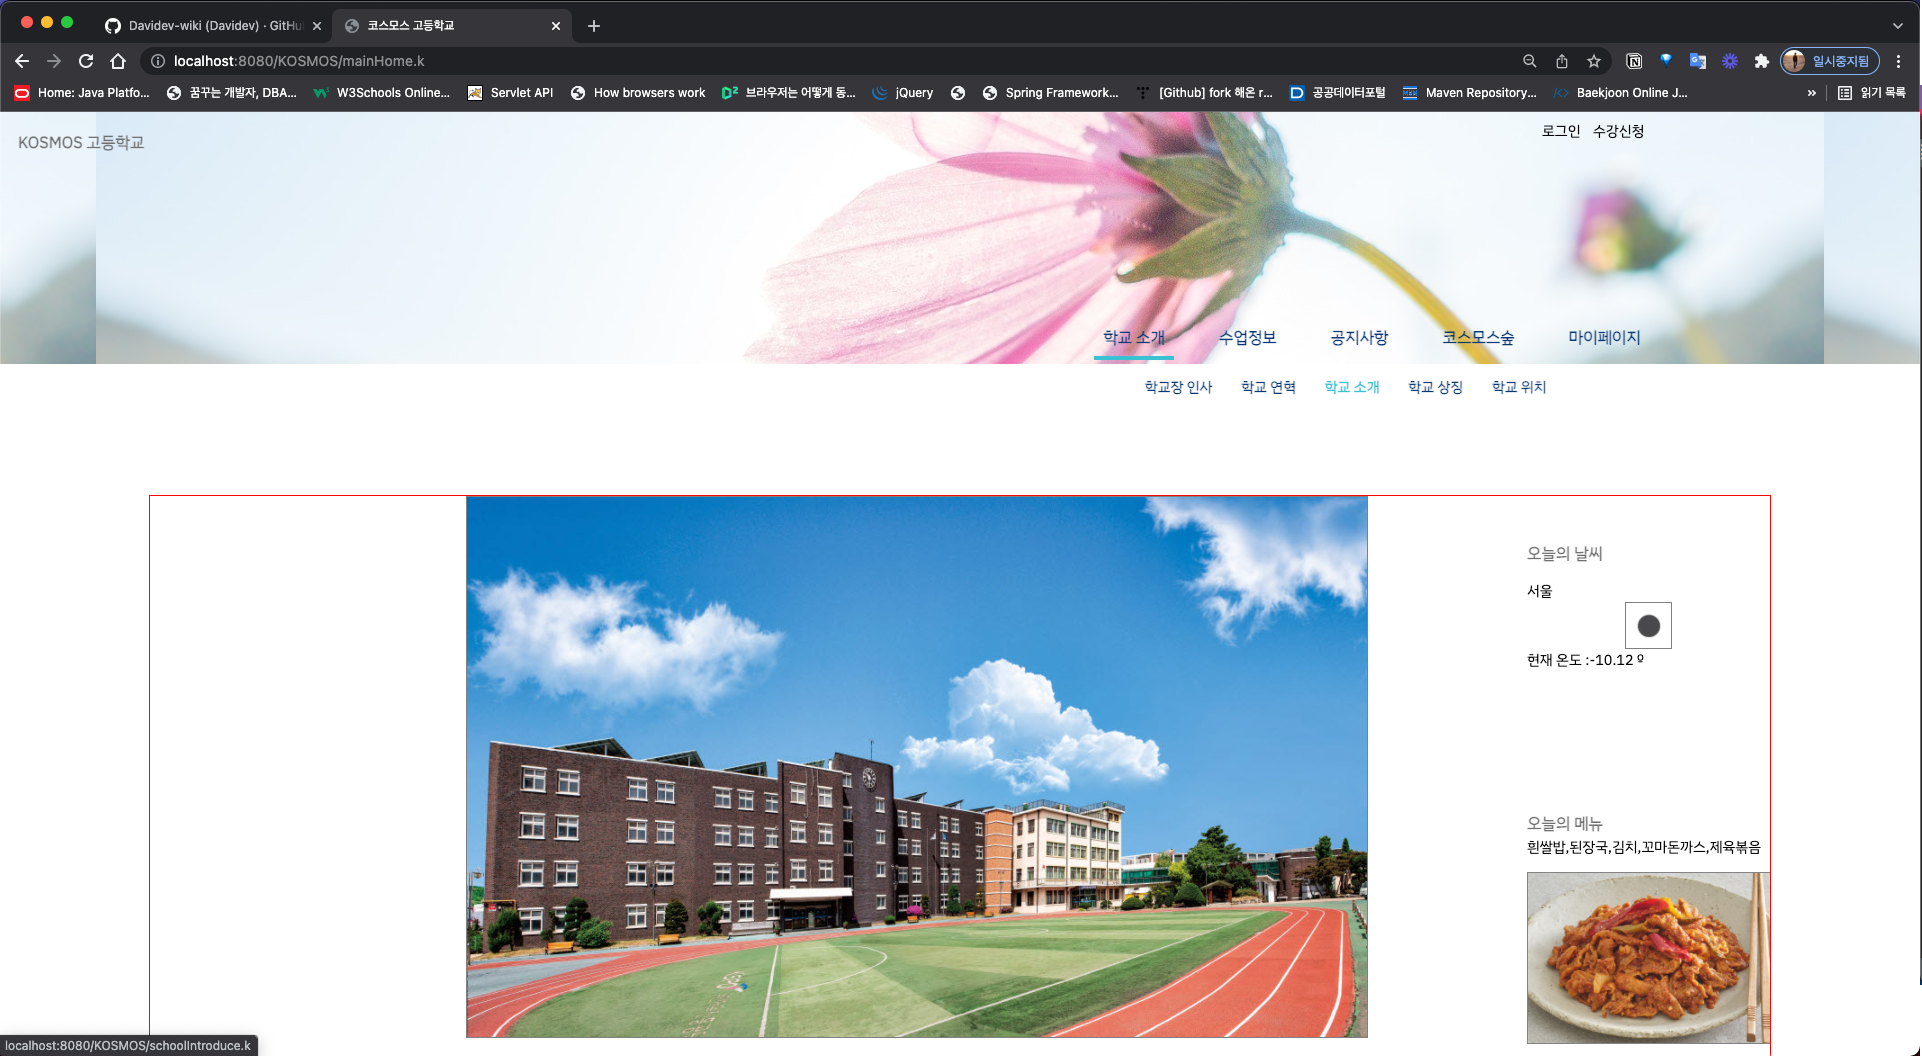 Davidev-wiki (Davidev) · GitHu
코스모스 고등학교
localhost:8080/KOSMOS/mainHome.k
일시중지됨
Home: Java Platfo...
꿈꾸는 개발자, DBA...
W3Schools Online...
Servlet API
How browsers work
브라우저는 어떻게 동...
jQuery
Spring Framework...
[Github] fork 해온 r...
공공데이터포털
Maven Repository...
Baekjoon Online J...
»
읽기 목록
KOSMOS 고등학교
로그인 수강신청
학교 소개 수업정보 공지사항 코스모스숲 마이페이지
학교장 인사 학교 연혁 학교 소개 학교 상징 학교 위치
오늘의 날씨
서울
현재 온도 :-10.12 º
오늘의 메뉴
흰쌀밥,된장국,김치,꼬마돈까스,제육볶음
localhost:8080/KOSMOS/schoolIntroduce.k